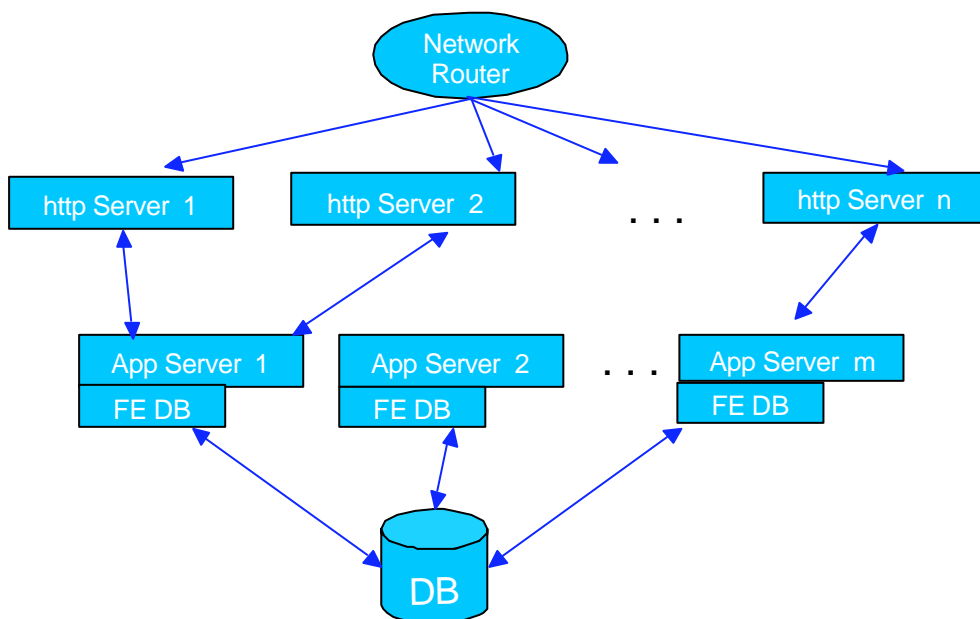 Network
Router
http Server 1
http Server 2
. . .
http Server n
App Server 1
App Server 2
. . .
App Server m
FE DB
FE DB
FE DB
DB